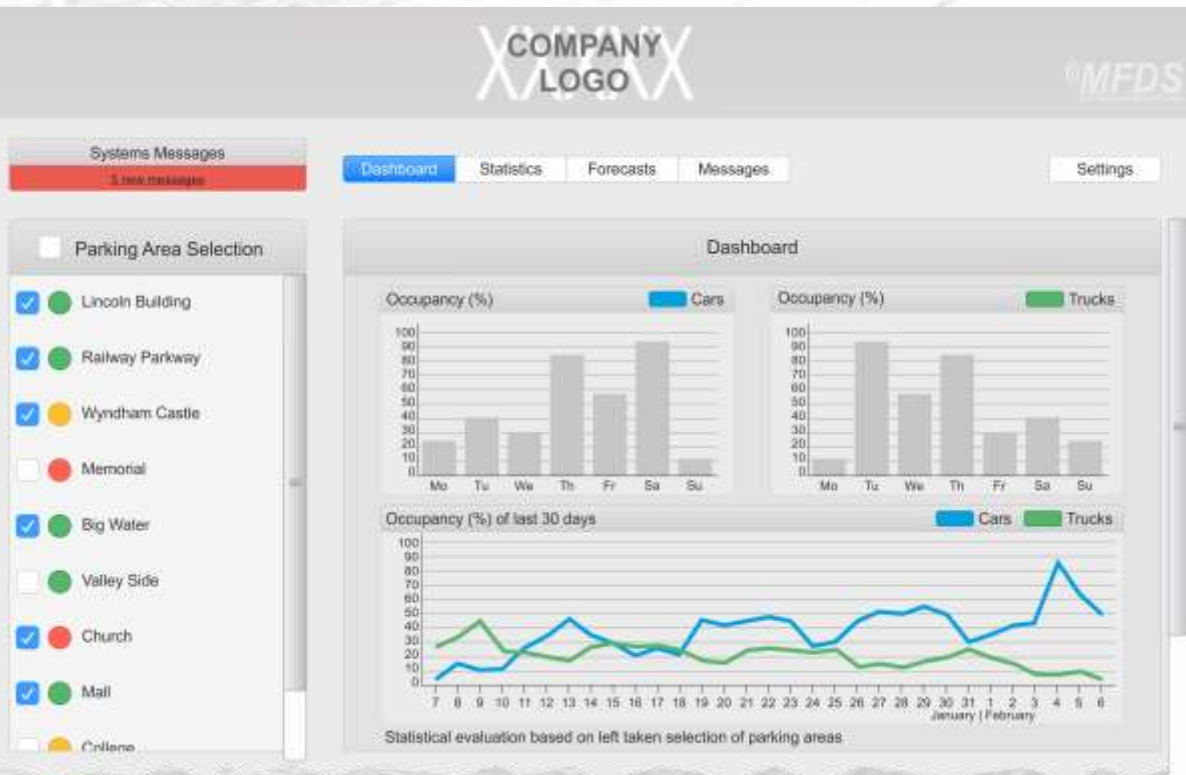 COMPANY
LOGO
MFDS
Systems Messages
5 new messages
Dashboard
Statistics
Forecasts
Messages
Settings
Parking Area Selection
Lincoln Building
Railway Parkway
Wyndham Castle
Memorial
Big Water
Valley Side
Church
Mall
College
Dashboard
Occupancy (%)
Cars
100
90
80
70
60
50
40
30
20
10
0
Mo Tu We Th Fr Sa Su
Occupancy (%)
Trucks
100
90
80
70
60
50
40
30
20
10
0
Mo Tu We Th Fr Sa Su
Occupancy (%) of last 30 days
Cars
Trucks
100
90
80
70
60
50
40
30
20
10
0
7 8 9 10 11 12 13 14 15 16 17 18 19 20 21 22 23 24 25 26 27 28 29 30 31 1 2 3 4 5 6
January | February
Statistical evaluation based on left taken selection of parking areas